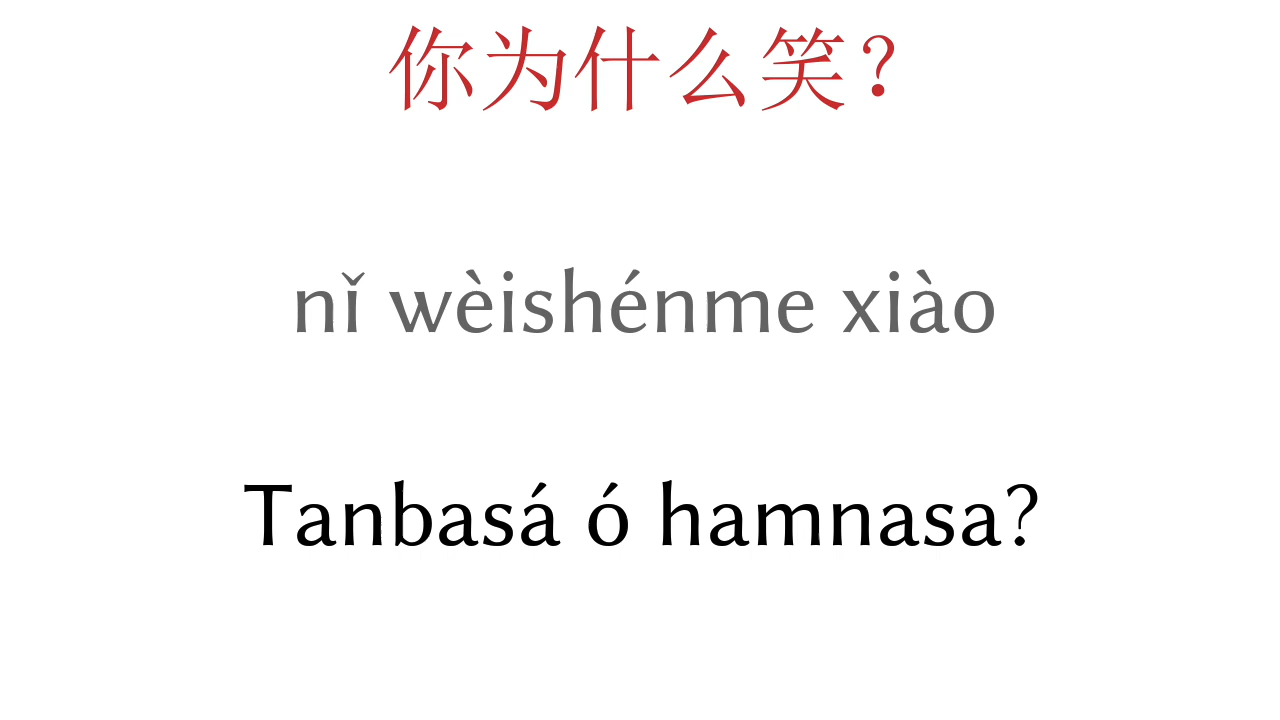 你为什么笑？
nǐ wèishénme xiào
Tanbasá ó hamnasa?